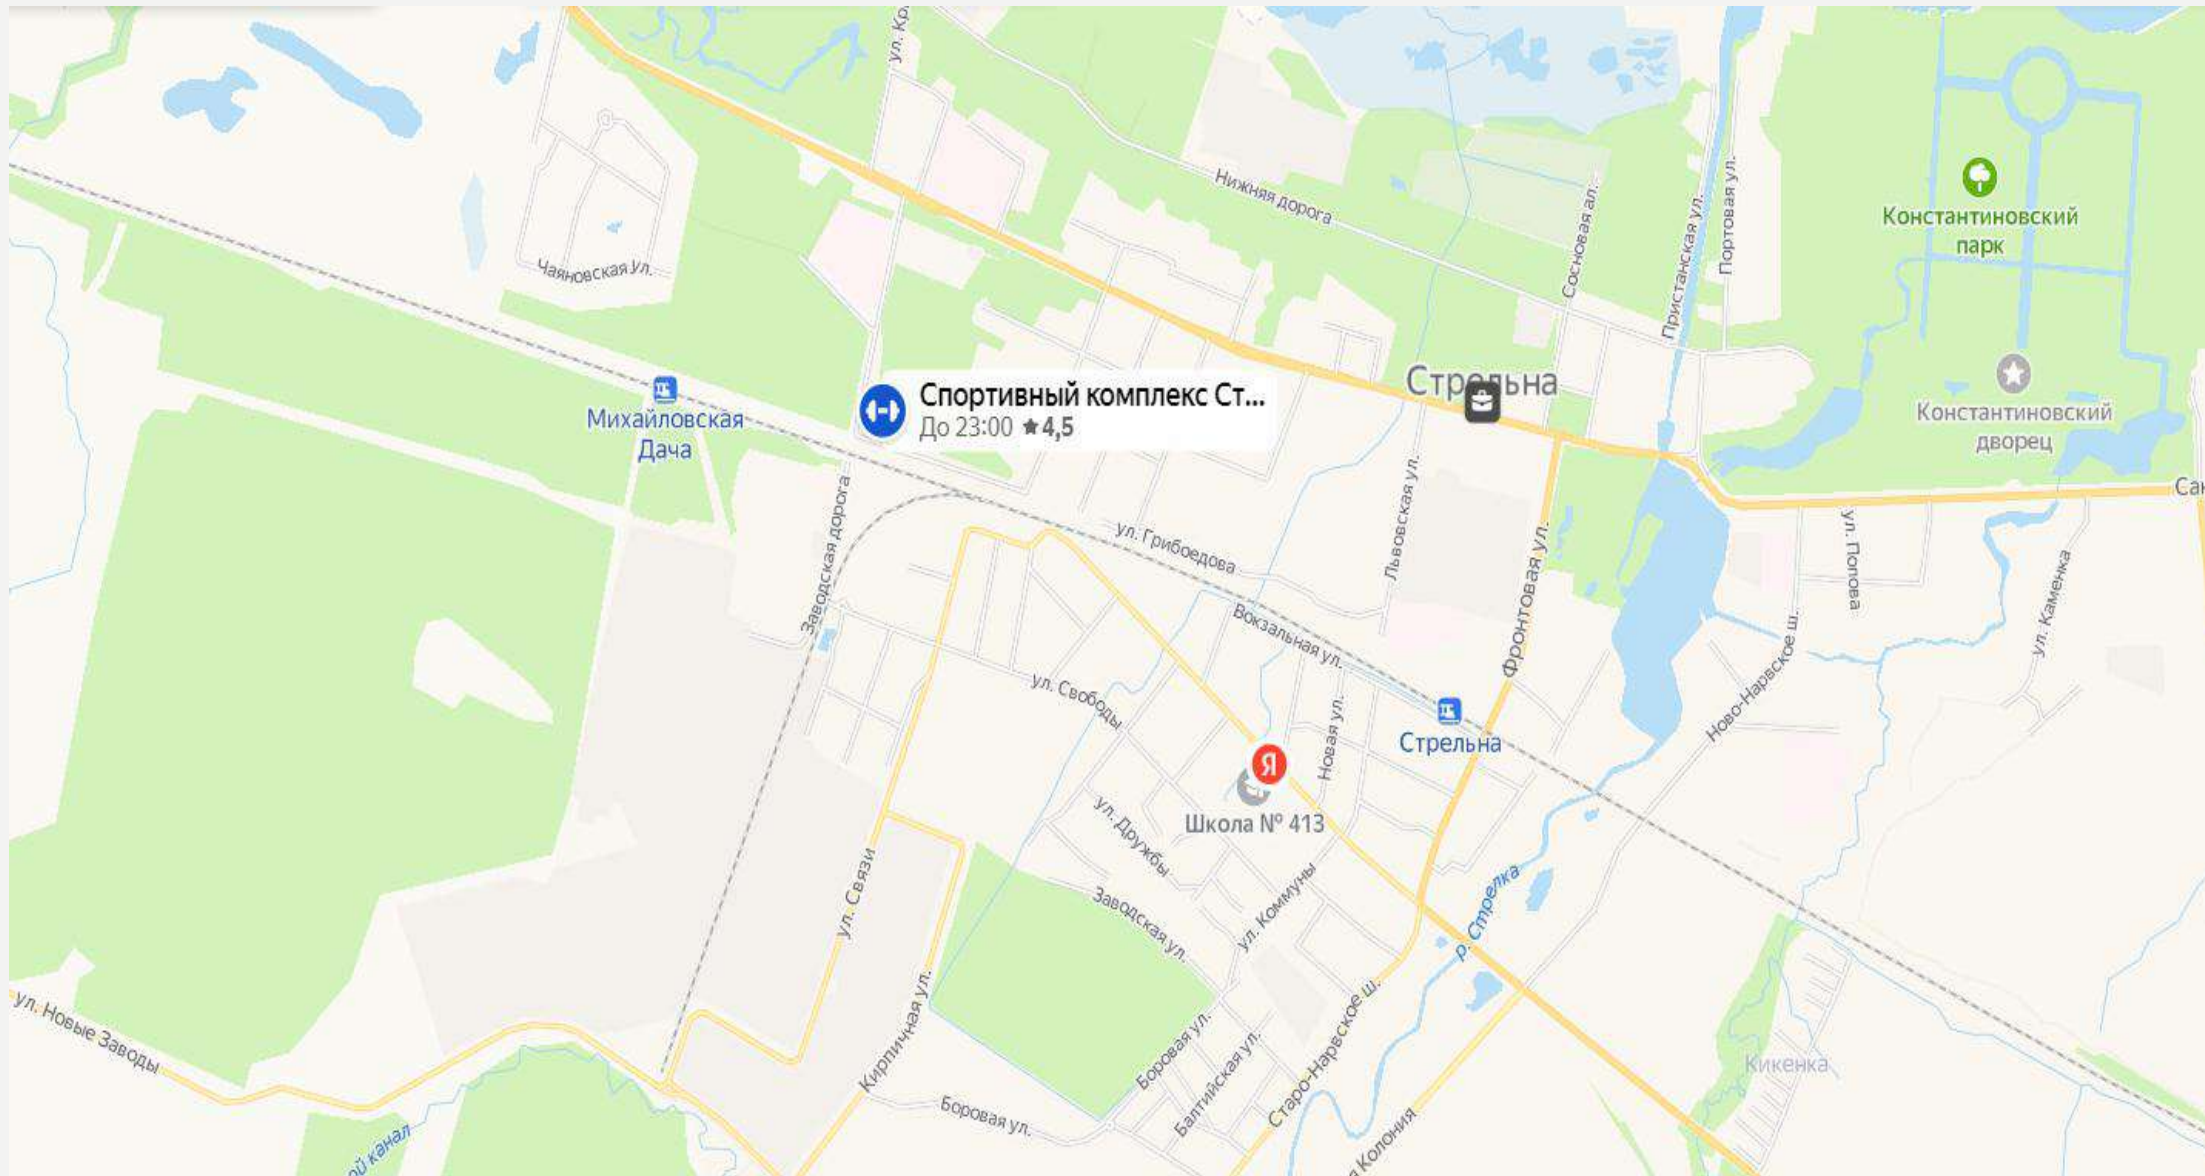 ул. Кр
Нижняя дорога
Сосновая ал.
Пристанская ул.
Портовая ул.
Константиновский
парк
Чаяновская ул.
Михайловская
Дача
Спортивный комплекс Ст...
До 23:00 ★4,5
Стрельна
Константиновский
дворец
Сан
Заводская дорога
ул. Грибоедова
Львовская ул.
Фронтовая ул.
ул. Попова
ул. Каменка
Вокзальная ул.
Ново-Нарвское ш.
ул. Свободы
Новая ул.
Стрельна
Я
Школа № 413
ул. Дружбы
ул. Связи
Заводская ул.
ул. Коммуны
р. Стрелка
ул. Новые Заводы
Кирпичная ул.
Боровая ул.
Балтийская ул.
Старо-Нарвское ш.
Кикенка
Боровая ул.
ой канал
я Колония